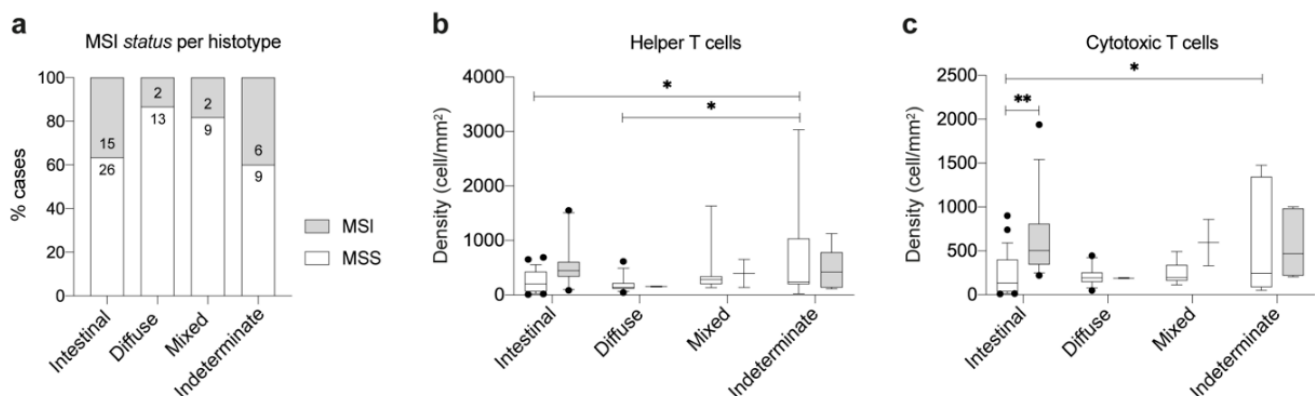 a
MSI status per histotype
% cases
100
80
60
40
20
0
15
26
2
13
2
9
6
9
Intestinal
Diffuse
Mixed
Indeterminate
MSI
MSS
b
Helper T cells
Density (cell/mm²)
4000
3000
2000
1000
0
*
*
Intestinal
Diffuse
Mixed
Indeterminate
c
Cytotoxic T cells
Density (cell/mm²)
2500
2000
1500
1000
500
0
*
**
Intestinal
Diffuse
Mixed
Indeterminate